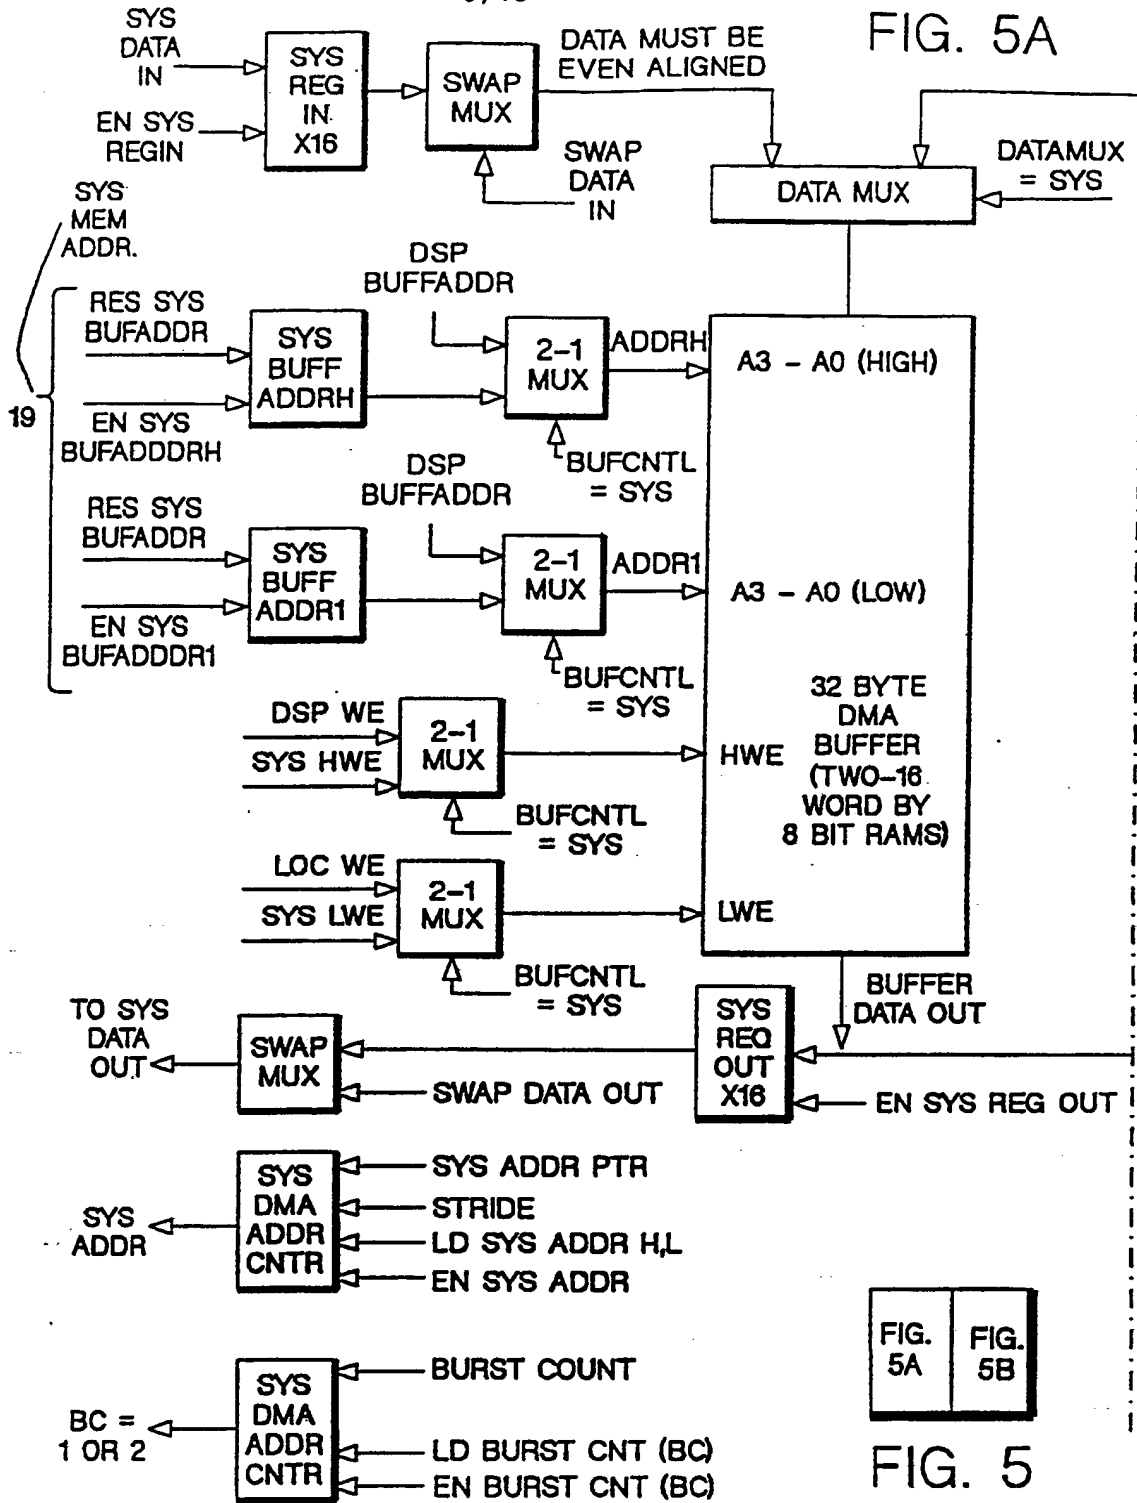 FIG. 5A
SYS
DATA
IN
EN SYS
REGIN
SYS
REG
IN
X16
SWAP
MUX
DATA MUST BE
EVEN ALIGNED
SWAP
DATA
IN
DATA MUX
DATAMUX
= SYS
SYS
MEM
ADDR.
19
RES SYS
BUFADDR
EN SYS
BUFADDDRH
SYS
BUFF
ADDRH
DSP
BUFFADDR
2-1
MUX
ADDRH
BUFCNTL
= SYS
A3 - A0 (HIGH)
RES SYS
BUFADDR
EN SYS
BUFADDDR1
SYS
BUFF
ADDR1
DSP
BUFFADDR
2-1
MUX
ADDR1
BUFCNTL
= SYS
A3 - A0 (LOW)
32 BYTE
DMA
BUFFER
(TWO-16
WORD BY
8 BIT RAMS)
DSP WE
SYS HWE
2-1
MUX
BUFCNTL
= SYS
HWE
LOC WE
SYS LWE
2-1
MUX
BUFCNTL
= SYS
LWE
BUFFER
DATA OUT
TO SYS
DATA
OUT
SWAP
MUX
SWAP DATA OUT
SYS
REQ
OUT
X16
EN SYS REG OUT
SYS
ADDR
SYS
DMA
ADDR
CNTR
SYS ADDR PTR
STRIDE
LD SYS ADDR H,L
EN SYS ADDR
BC =
1 OR 2
SYS
DMA
ADDR
CNTR
BURST COUNT
LD BURST CNT (BC)
EN BURST CNT (BC)
FIG.
5A
FIG.
5B
FIG. 5